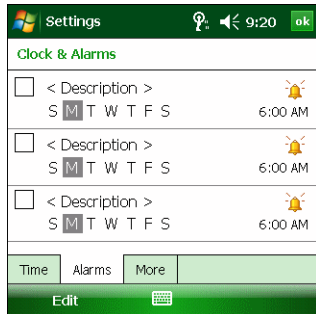 Settings 9:20 ok
Clock & Alarms
< Description >
S M T W T F S 6:00 AM
< Description >
S M T W T F S 6:00 AM
< Description >
S M T W T F S 6:00 AM
Time Alarms More
Edit